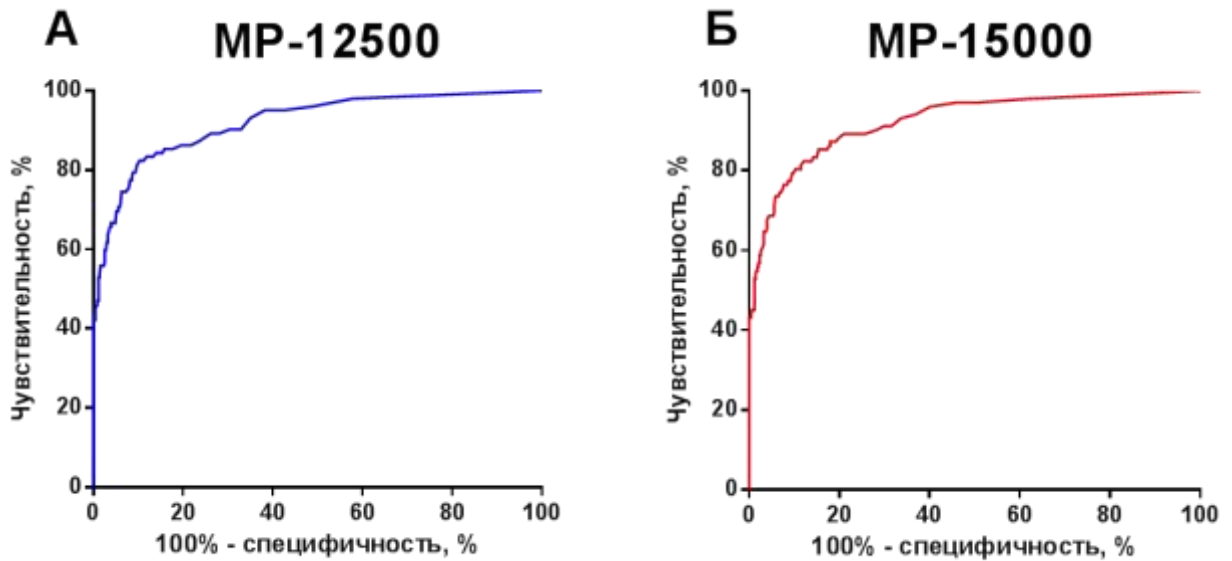 А
МР-12500
Чувствительность, %
100
80
60
40
20
0
0 20 40 60 80 100
100% - специфичность, %
Б
МР-15000
Чувствительность, %
100
80
60
40
20
0
0 20 40 60 80 100
100% - специфичность, %